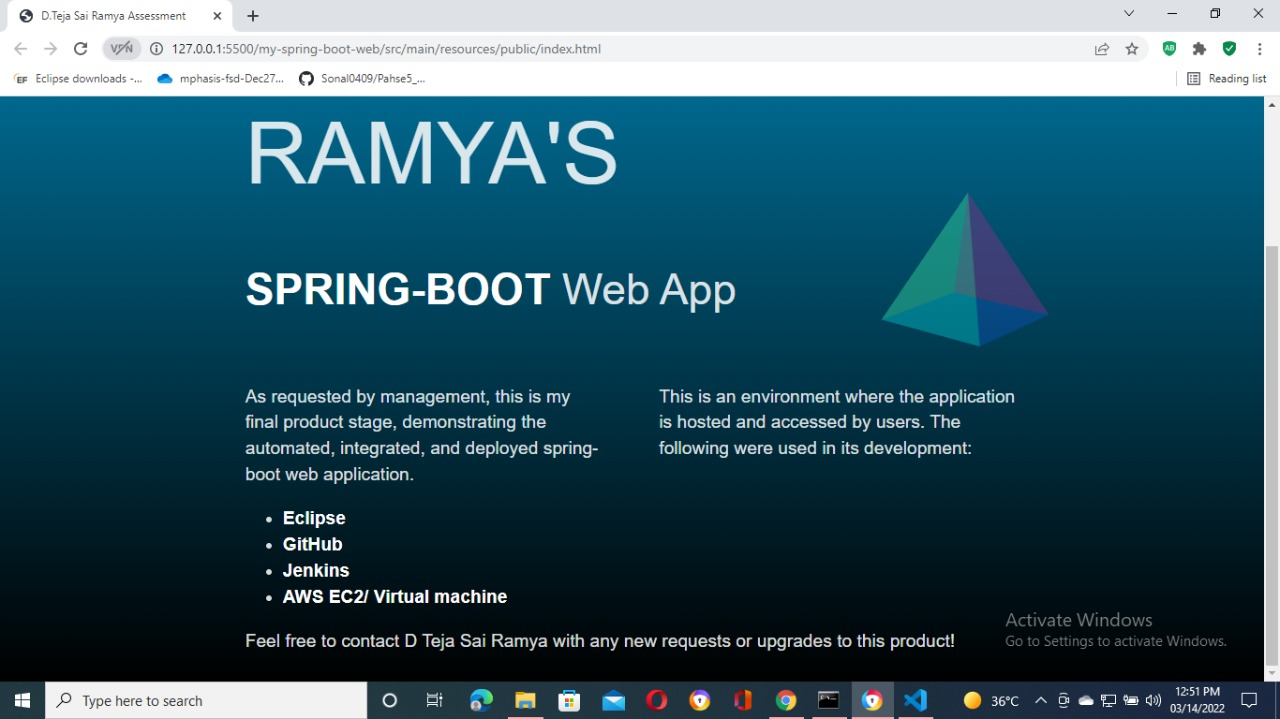 D.Teja Sai Ramya Assessment
VPN
127.0.0.1:5500/my-spring-boot-web/src/main/resources/public/index.html
AB
EF Eclipse downloads -... mphasis-fsd-Dec27... Sonal0409/Pahse5_... Reading list
RAMYA'S
SPRING-BOOT Web App
As requested by management, this is my
final product stage, demonstrating the
automated, integrated, and deployed spring-
boot web application.
This is an environment where the application
is hosted and accessed by users. The
following were used in its development:
• Eclipse
• GitHub
• Jenkins
• AWS EC2/ Virtual machine
Feel free to contact D Teja Sai Ramya with any new requests or upgrades to this product!
Activate Windows
Go to Settings to activate Windows.
Type here to search
36°C
12:51 PM
03/14/2022